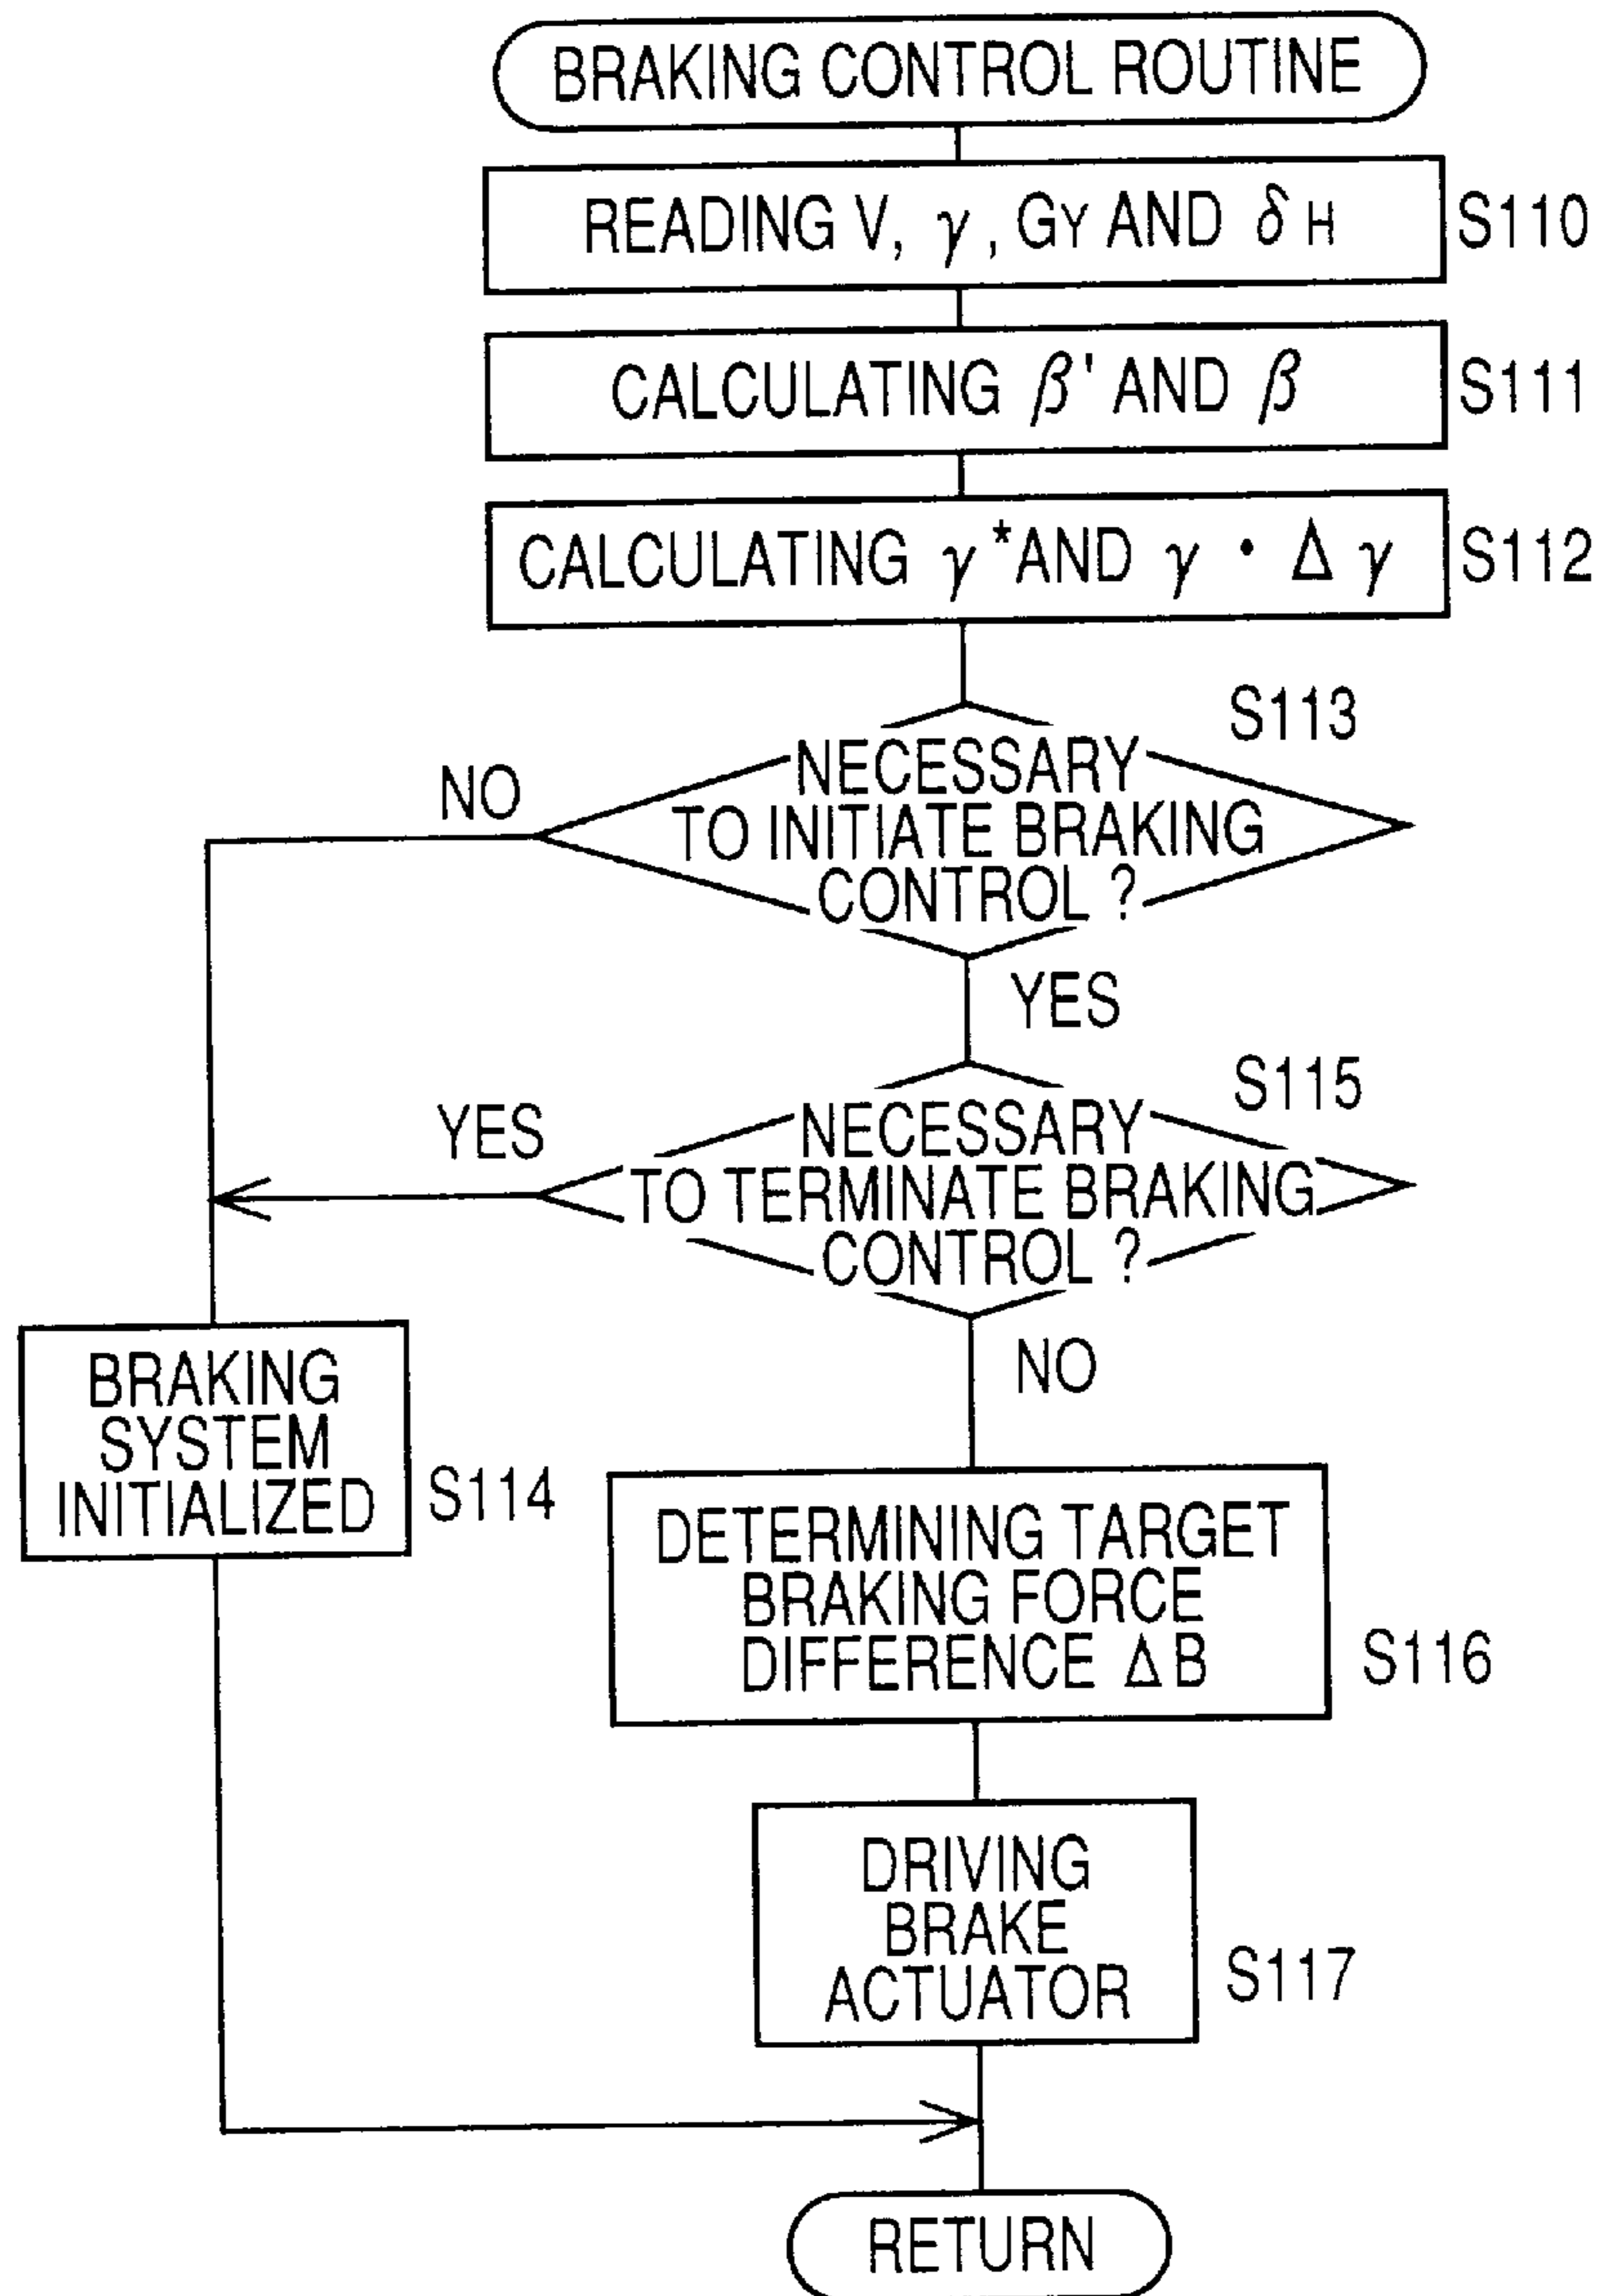 BRAKING CONTROL ROUTINE
READING V, γ, GY AND δH
S110
CALCULATING β' AND β
S111
CALCULATING γ* AND γ・Δγ
S112
S113
NECESSARY
TO INITIATE BRAKING
CONTROL ?
NO
YES
S115
NECESSARY
TO TERMINATE BRAKING
CONTROL ?
YES
NO
BRAKING
SYSTEM
INITIALIZED
S114
DETERMINING TARGET
BRAKING FORCE
DIFFERENCE ΔB
S116
DRIVING
BRAKE
ACTUATOR
S117
RETURN